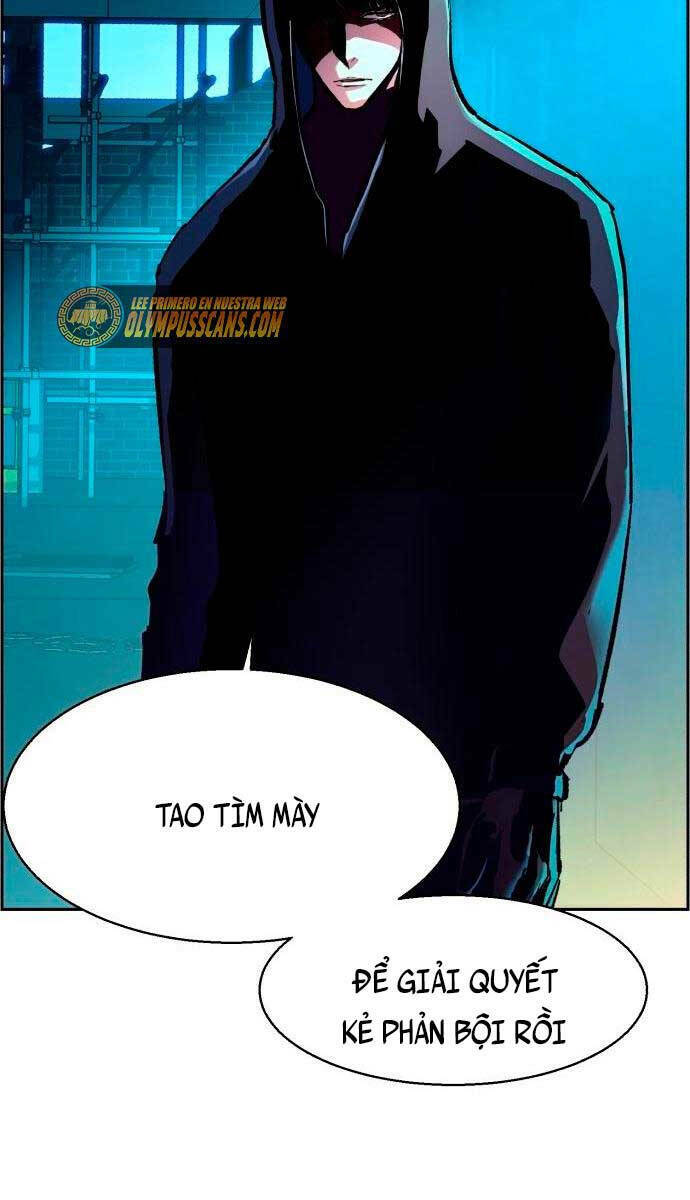 LEE PRIMERO EN NUESTRA WEB
OLYMPUSSCANS.COM
TAO TÌM MÀY
ĐỂ GIẢI QUYẾT
KẺ PHẢN BỘI RỒI